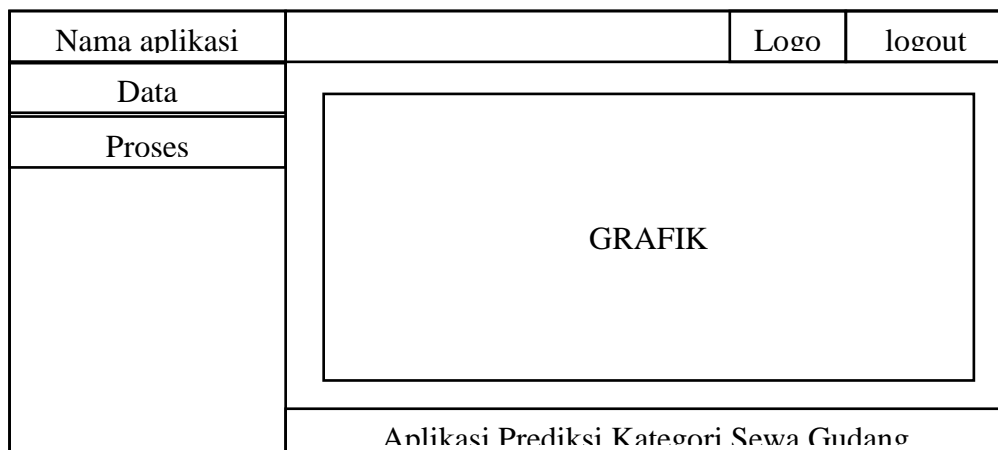 Nama aplikasi
Logo
logout
Data
Proses
GRAFIK
Aplikasi Prediksi Kategori Sewa Gudang